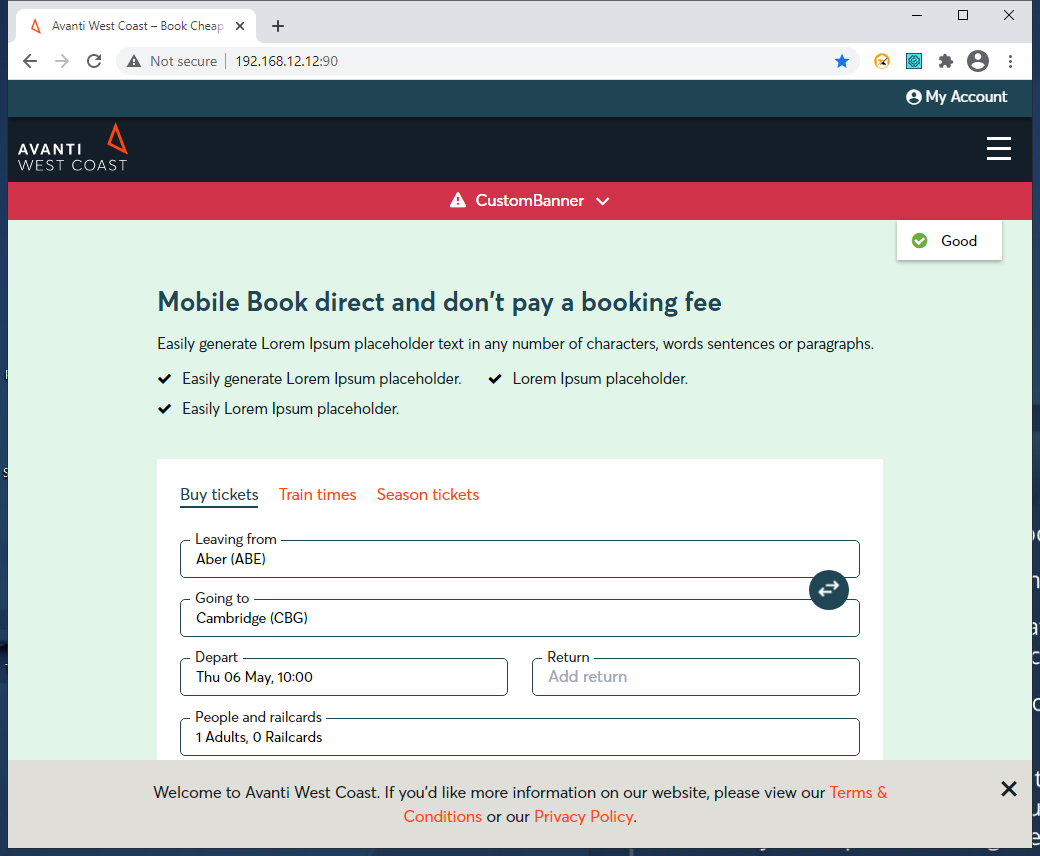 Avanti West Coast – Book Cheap
Not secure
192.168.12.12:90
My Account
AVANTI
WEST COAST
CustomBanner
Good
Mobile Book direct and don't pay a booking fee
Easily generate Lorem Ipsum placeholder text in any number of characters, words sentences or paragraphs.
Easily generate Lorem Ipsum placeholder.
Lorem Ipsum placeholder.
Easily Lorem Ipsum placeholder.
Buy tickets
Train times
Season tickets
Leaving from
Aber (ABE)
Going to
Cambridge (CBG)
Depart
Thu 06 May, 10:00
Return
Add return
People and railcards
1 Adults, 0 Railcards
Welcome to Avanti West Coast. If you'd like more information on our website, please view our Terms &
Conditions or our Privacy Policy.